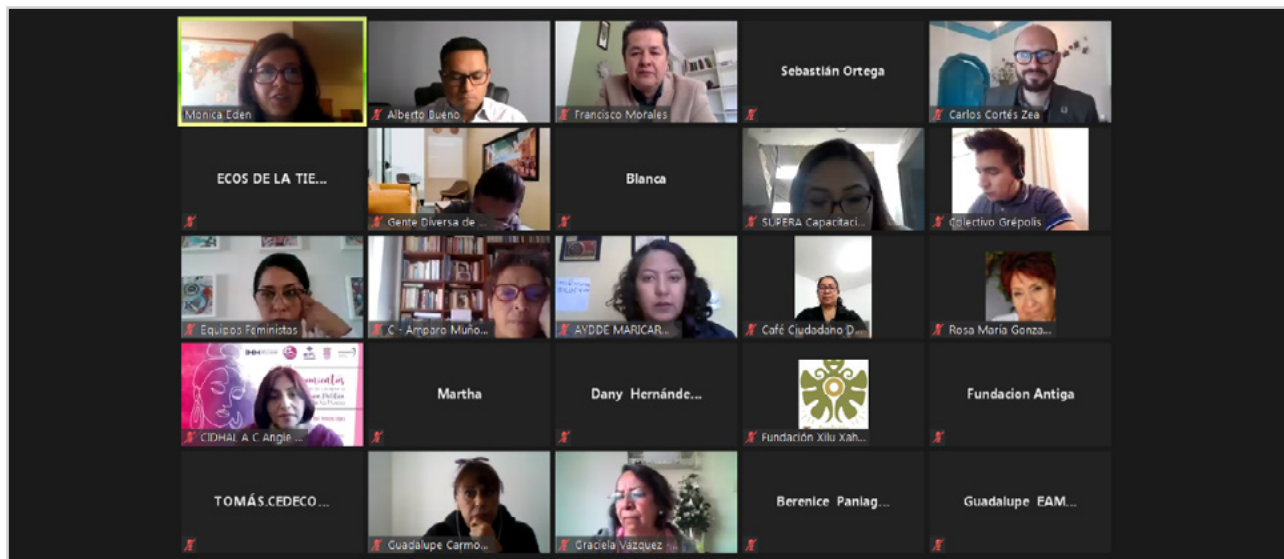 Monica Eden
Alberto Bueno
Francisco Morales
Sebastián Ortega
Carlos Cortés Zea
ECOS DE LA TIE...
Gente Diversa de ...
Blanca
SUPERA Capacitaci...
Colectivo Grépolis
Equipos Feministas
C - Amparo Muño...
AYDDE MARICAR...
Café Ciudadano D...
Rosa Maria Gonza...
CIDHAL A C Angie ...
Martha
Dany Hernánde...
Fundación Xilu Xah...
Fundacion Antiga
TOMÁS.CEDECO...
Guadalupe Carmo...
Graciela Vázquez
Berenice Paniag...
Guadalupe EAM...